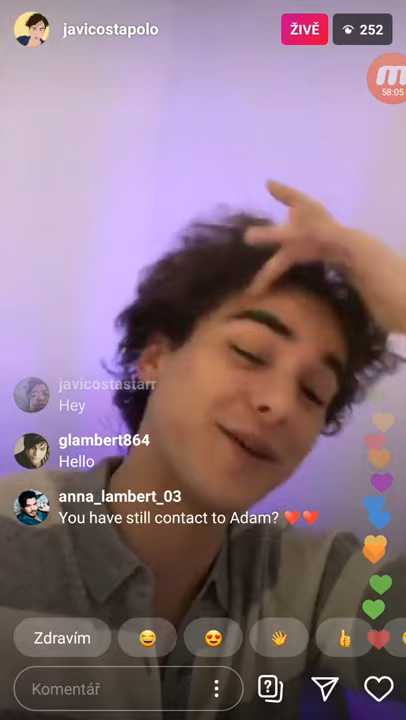 javicostapolo
ŽIVĚ
252
58:05
javicostastarr
Hey
glambert864
Hello
anna_lambert_03
You have still contact to Adam? ❤️❤️
Zdravím
Komentář